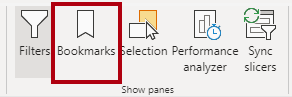 Filters Bookmarks Selection Performance Sync
analyzer slicers
Show panes